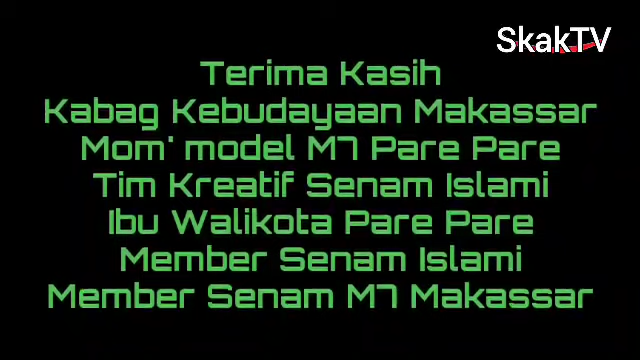 SkakTV
Terima Kasih
Kabag Kebudayaan Makassar
Mom' model M7 Pare Pare
Tim Kreatif Senam Islami
Ibu Walikota Pare Pare
Member Senam Islami
Member Senam M7 Makassar